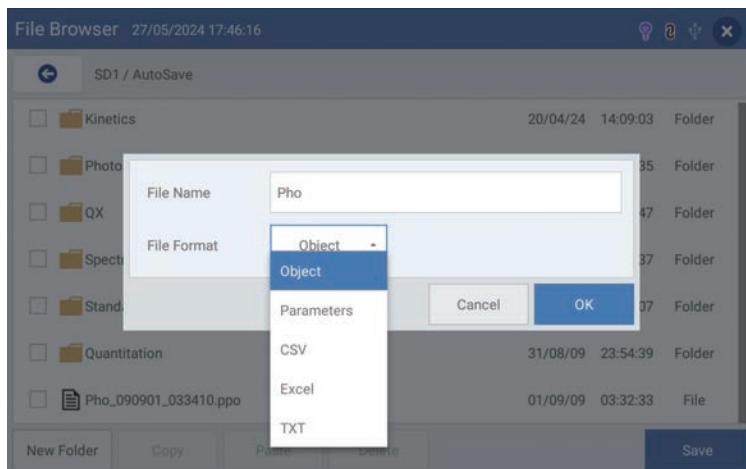 File Browser 27/05/2024 17:46:16
SD1 / AutoSave
Kinetics 20/04/24 14:09:03 Folder
Photo 35 Folder
File Name Pho
QX 47 Folder
File Format Object
Spect 37 Folder
Object
Stand 07 Folder
Parameters Cancel OK
Quantitation 31/08/09 23:54:39 Folder
CSV
Excel
Pho_090901_033410.ppo 01/09/09 03:32:33 File
TXT
New Folder Copy Paste Delete Save